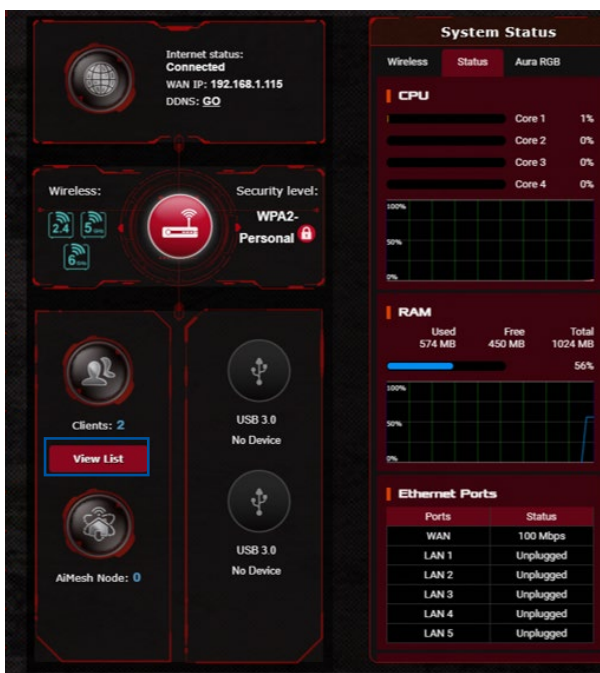 Internet status:
Connected
WAN IP: 192.168.1.115
DDNS: GO
Wireless:
2.4 GHz 5 GHz
6 GHz
Security level:
WPA2-
Personal
Clients: 2
View List
AiMesh Node: 0
USB 3.0
No Device
USB 3.0
No Device
System Status
Wireless Status Aura RGB
CPU
Core 1 1%
Core 2 0%
Core 3 0%
Core 4 0%
100%
50%
0%
RAM
Used Free Total
574 MB 450 MB 1024 MB
56%
100%
50%
0%
Ethernet Ports
Ports Status
WAN 100 Mbps
LAN 1 Unplugged
LAN 2 Unplugged
LAN 3 Unplugged
LAN 4 Unplugged
LAN 5 Unplugged